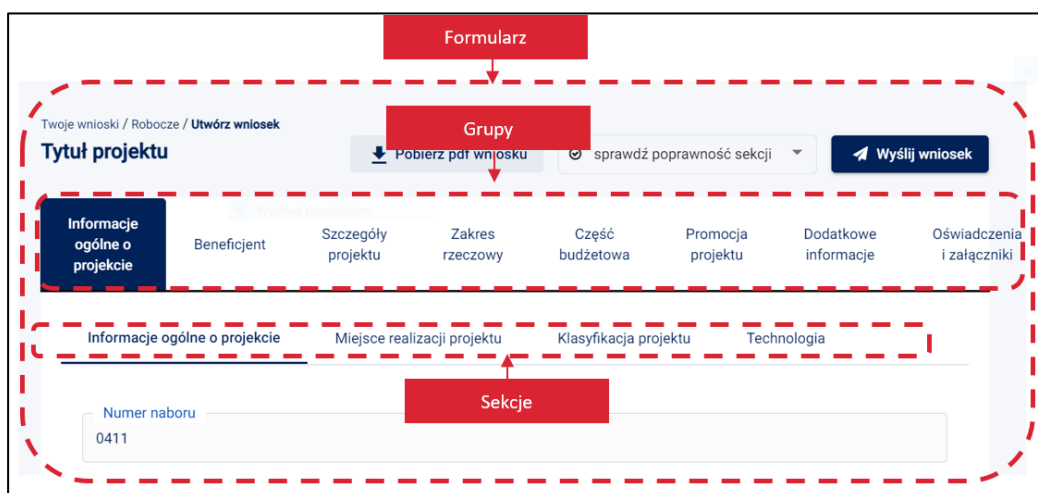 Formularz
Twoje wnioski / Robocze / Utwórz wniosek
Grupy
Tytuł projektu
Pobierz pdf wniosku
sprawdź poprawność sekcji
Wyślij wniosek
Informacje
ogólne o
projekcie
Beneficjent
Szczegóły
projektu
Zakres
rzeczowy
Część
budżetowa
Promocja
projektu
Dodatkowe
informacje
Oświadczenia
i załączniki
Informacje ogólne o projekcie
Miejsce realizacji projektu
Klasyfikacja projektu
Technologia
Sekcje
Numer naboru
0411